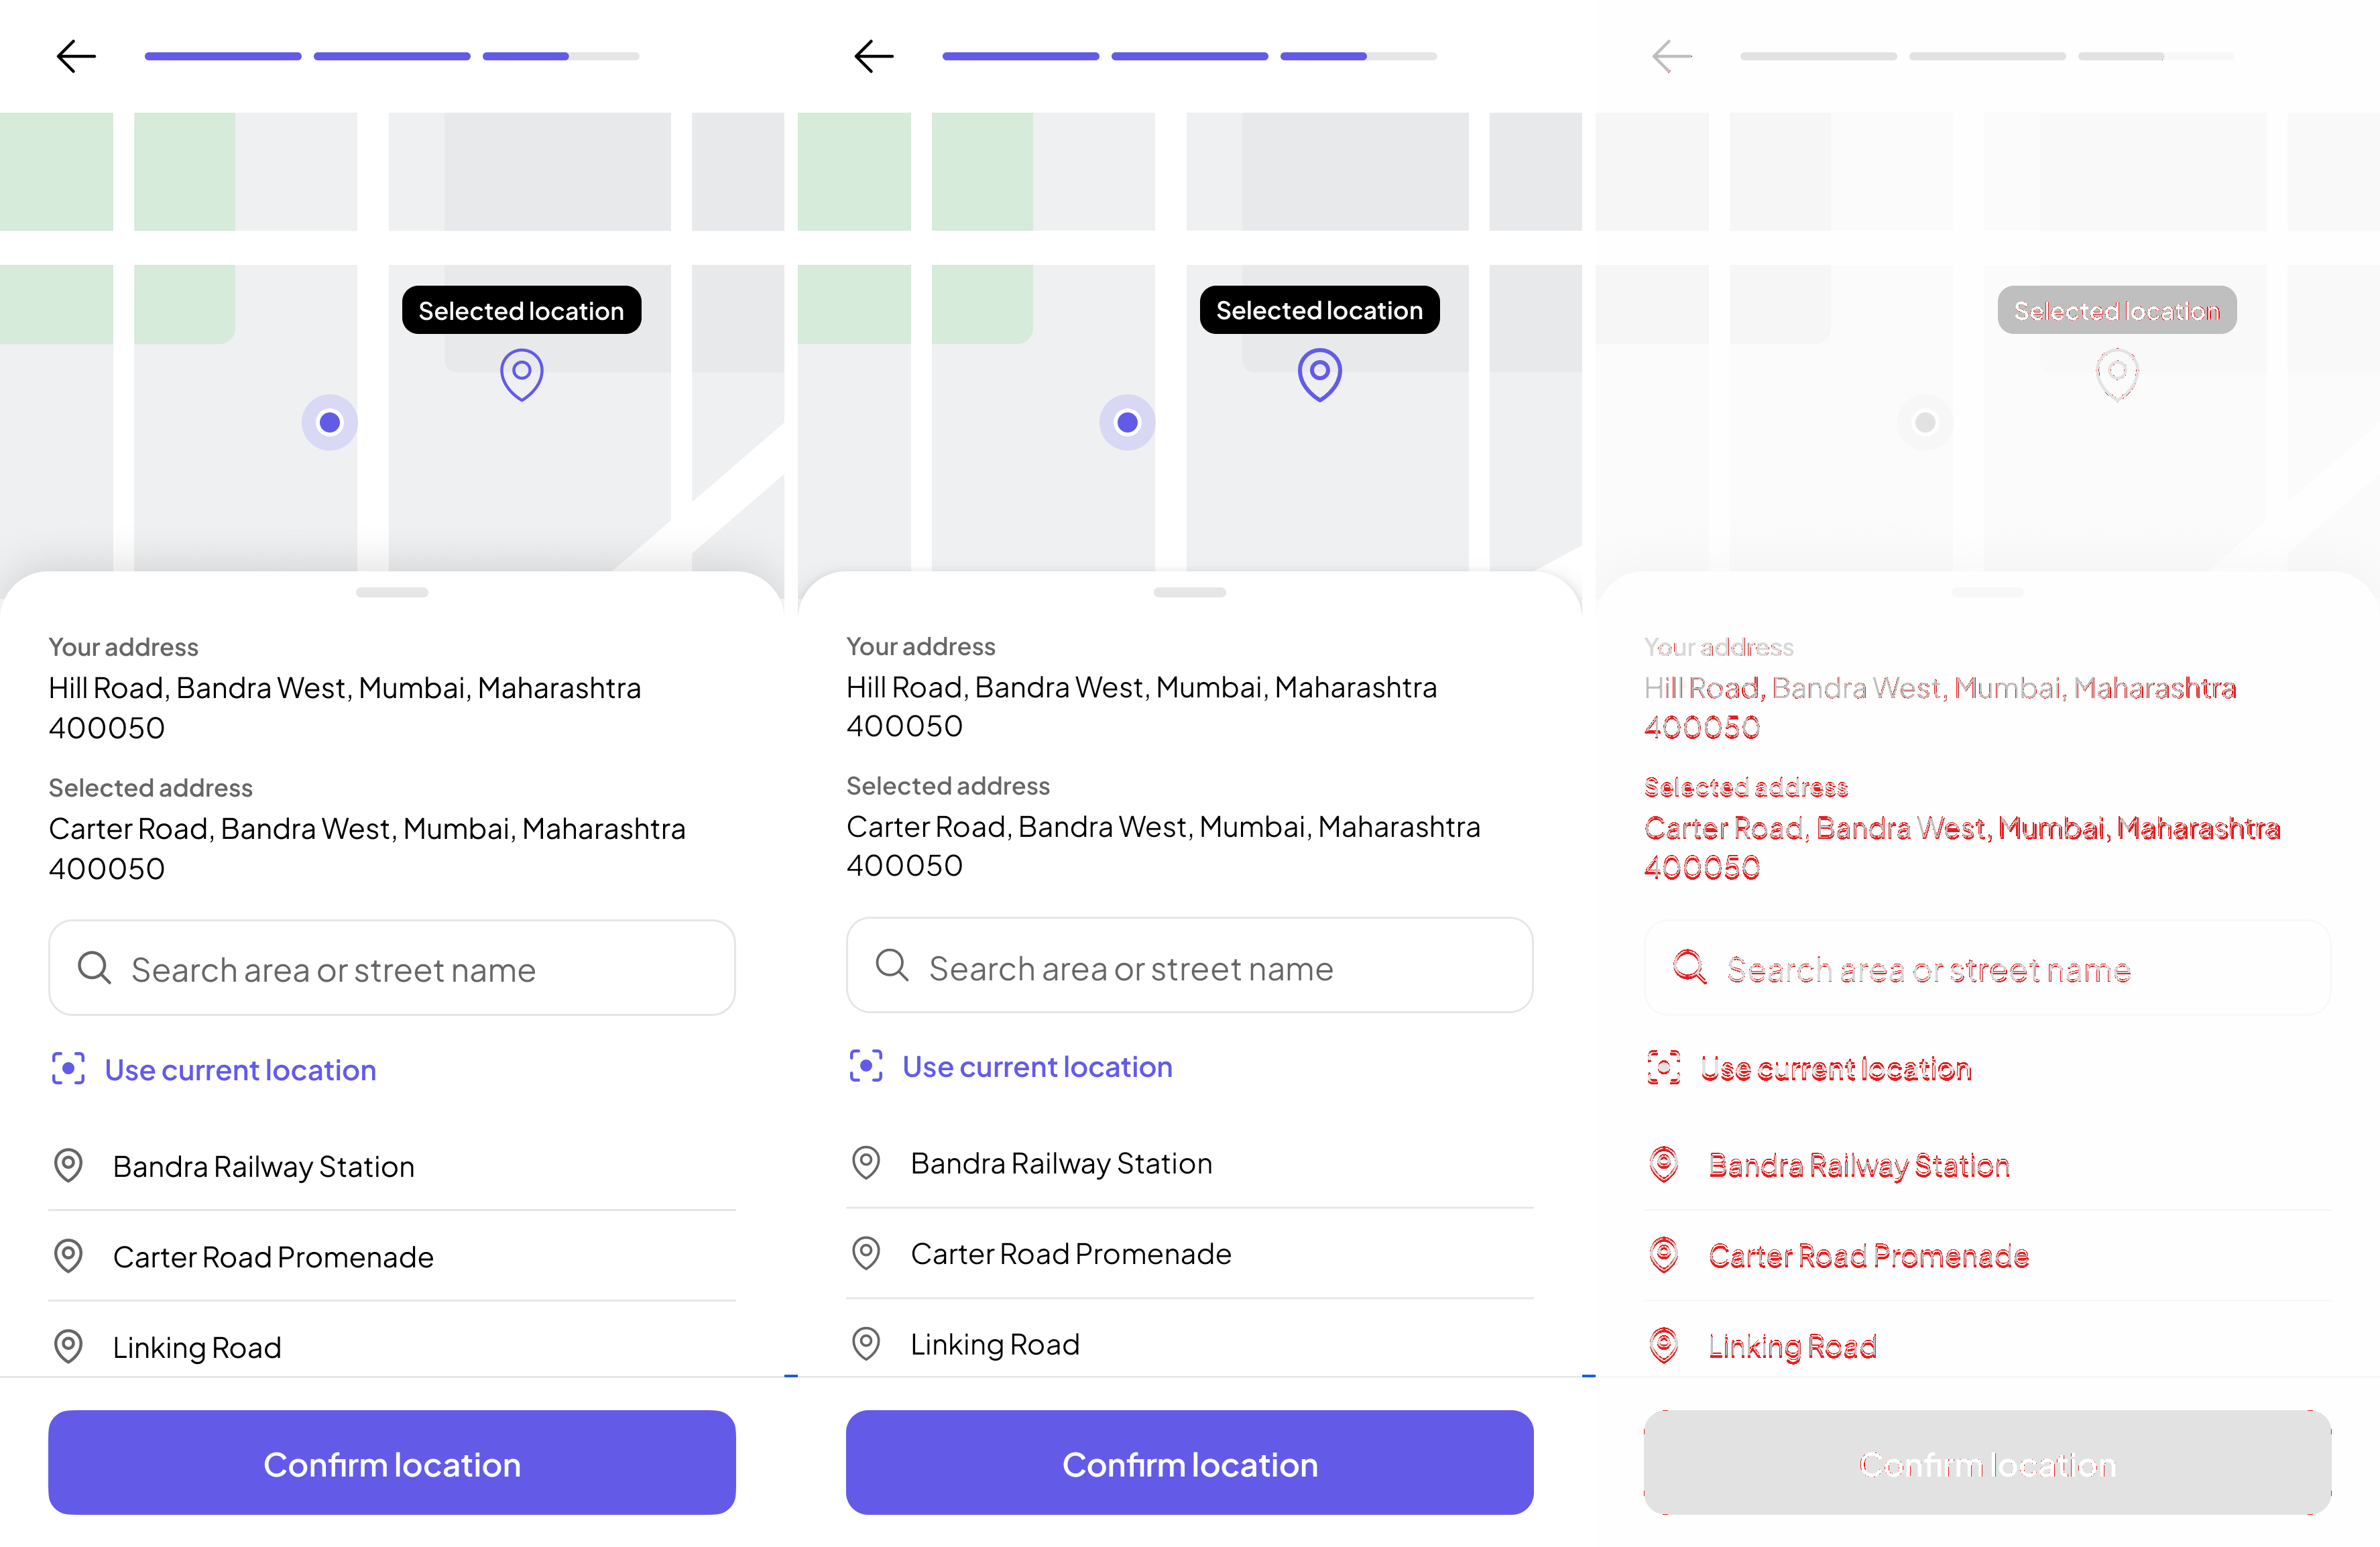 Selected location
Your address
Hill Road, Bandra West, Mumbai, Maharashtra
400050
Selected address
Carter Road, Bandra West, Mumbai, Maharashtra
400050
Search area or street name
Use current location
Bandra Railway Station
Carter Road Promenade
Linking Road
Confirm location
Selected location
Your address
Hill Road, Bandra West, Mumbai, Maharashtra
400050
Selected address
Carter Road, Bandra West, Mumbai, Maharashtra
400050
Search area or street name
Use current location
Bandra Railway Station
Carter Road Promenade
Linking Road
Confirm location
Selected location
Your address
Hill Road, Bandra West, Mumbai, Maharashtra
400050
Selected address
Carter Road, Bandra West, Mumbai, Maharashtra
400050
Search area or street name
Use current location
Bandra Railway Station
Carter Road Promenade
Linking Road
Confirm location